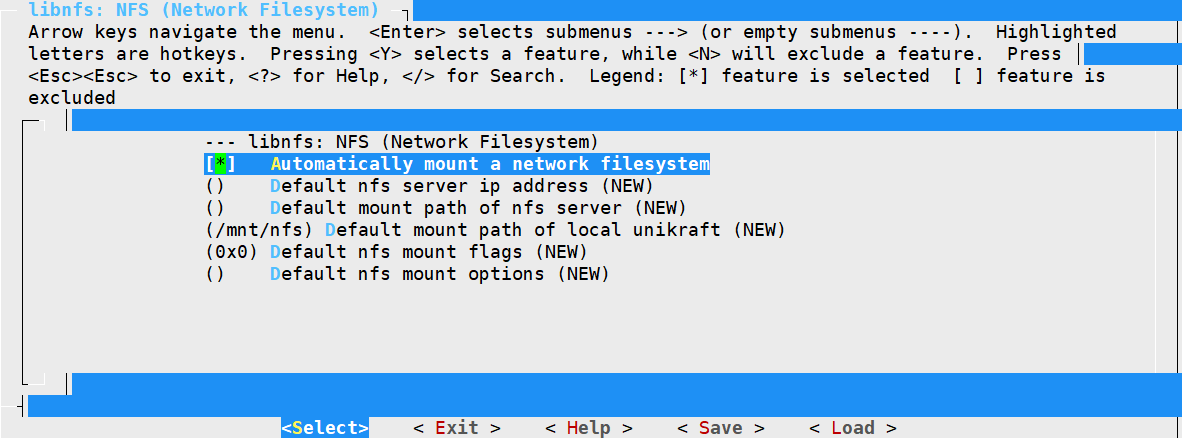 libnfs: NFS (Network Filesystem)
Arrow keys navigate the menu.  <Enter> selects submenus ---> (or empty submenus ----).  Highlighted
letters are hotkeys.  Pressing <Y> selects a feature, while <N> will exclude a feature.  Press
<Esc><Esc> to exit, <?> for Help, </> for Search.  Legend: [*] feature is selected  [ ] feature is
excluded
--- libnfs: NFS (Network Filesystem)
[*]   Automatically mount a network filesystem
()    Default nfs server ip address (NEW)
()    Default mount path of nfs server (NEW)
(/mnt/nfs) Default mount path of local unikraft (NEW)
(0x0) Default nfs mount flags (NEW)
()    Default nfs mount options (NEW)
<Select>    < Exit >    < Help >    < Save >    < Load >